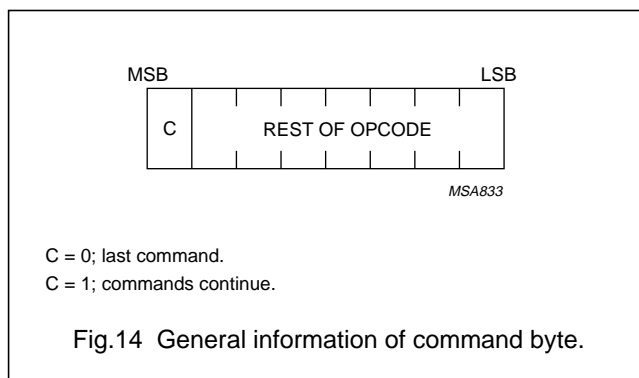 MSB LSB
C REST OF OPCODE
MSA833
C = 0; last command.
C = 1; commands continue.
Fig.14 General information of command byte.